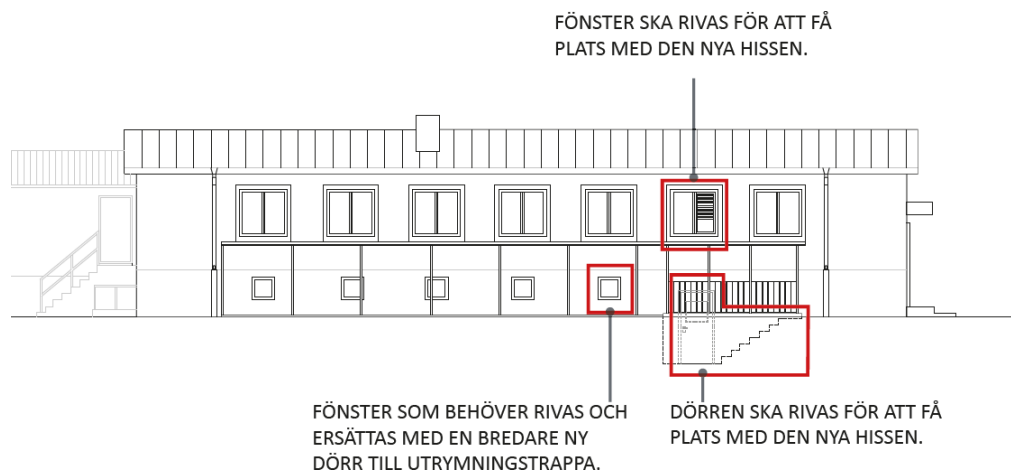 FÖNSTER SKA RIVAS FÖR ATT FÅ
PLATS MED DEN NYA HISSEN.
FÖNSTER SOM BEHÖVER RIVAS OCH
ERSÄTTAS MED EN BREDARE NY
DÖRR TILL UTRYMNINGSTRAPPA.
DÖRREN SKA RIVAS FÖR ATT FÅ
PLATS MED DEN NYA HISSEN.